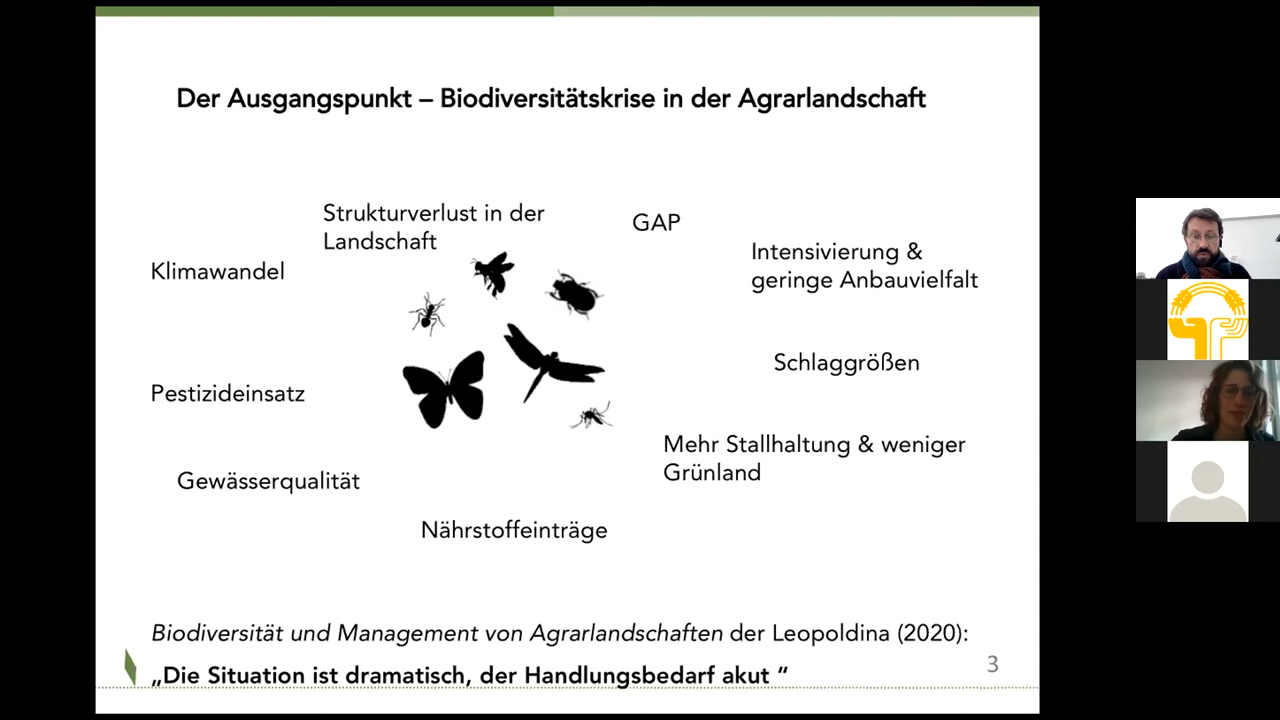 Der Ausgangspunkt – Biodiversitätskrise in der Agrarlandschaft
Strukturverlust in der
Landschaft
GAP
Intensivierung &
geringe Anbauvielfalt
Klimawandel
Schlaggrößen
Pestizideinsatz
Mehr Stallhaltung & weniger
Grünland
Gewässerqualität
Nährstoffeinträge
Biodiversität und Management von Agrarlandschaften der Leopoldina (2020):
„Die Situation ist dramatisch, der Handlungsbedarf akut “
3